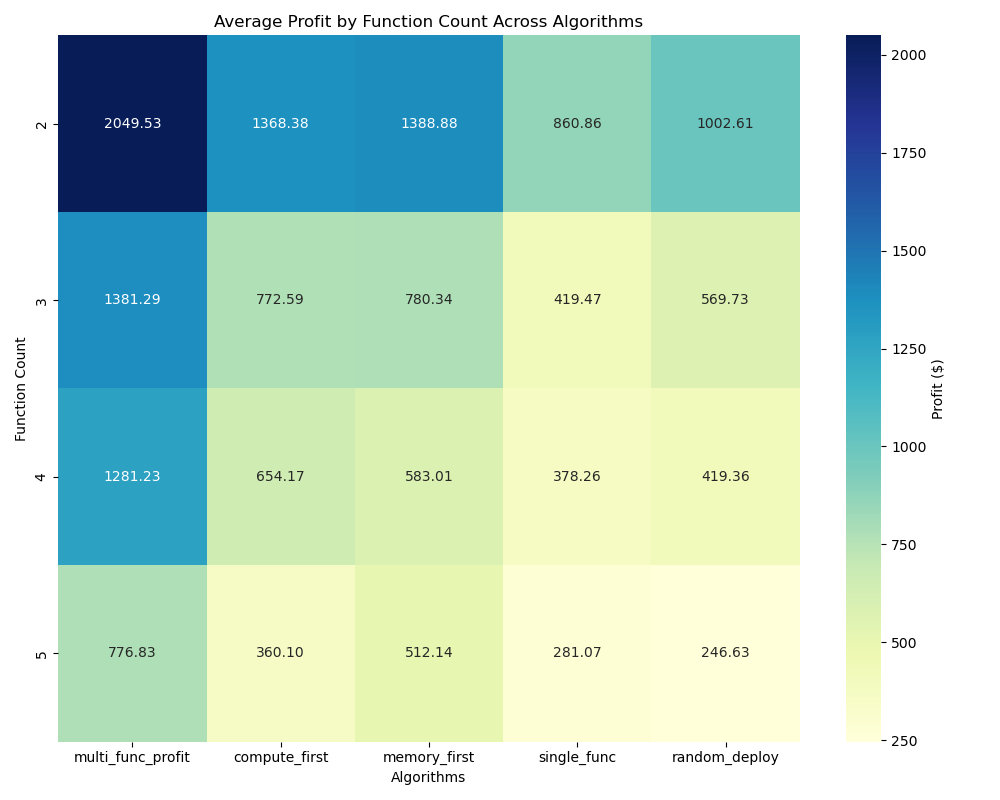 Average Profit by Function Count Across Algorithms
2 2049.53 1368.38 1388.88 860.86 1002.61
3 1381.29 772.59 780.34 419.47 569.73
4 1281.23 654.17 583.01 378.26 419.36
5 776.83 360.10 512.14 281.07 246.63
multi_func_profit compute_first memory_first single_func random_deploy
Algorithms
Function Count
2000
1750
1500
1250
1000
750
500
250
Profit ($)